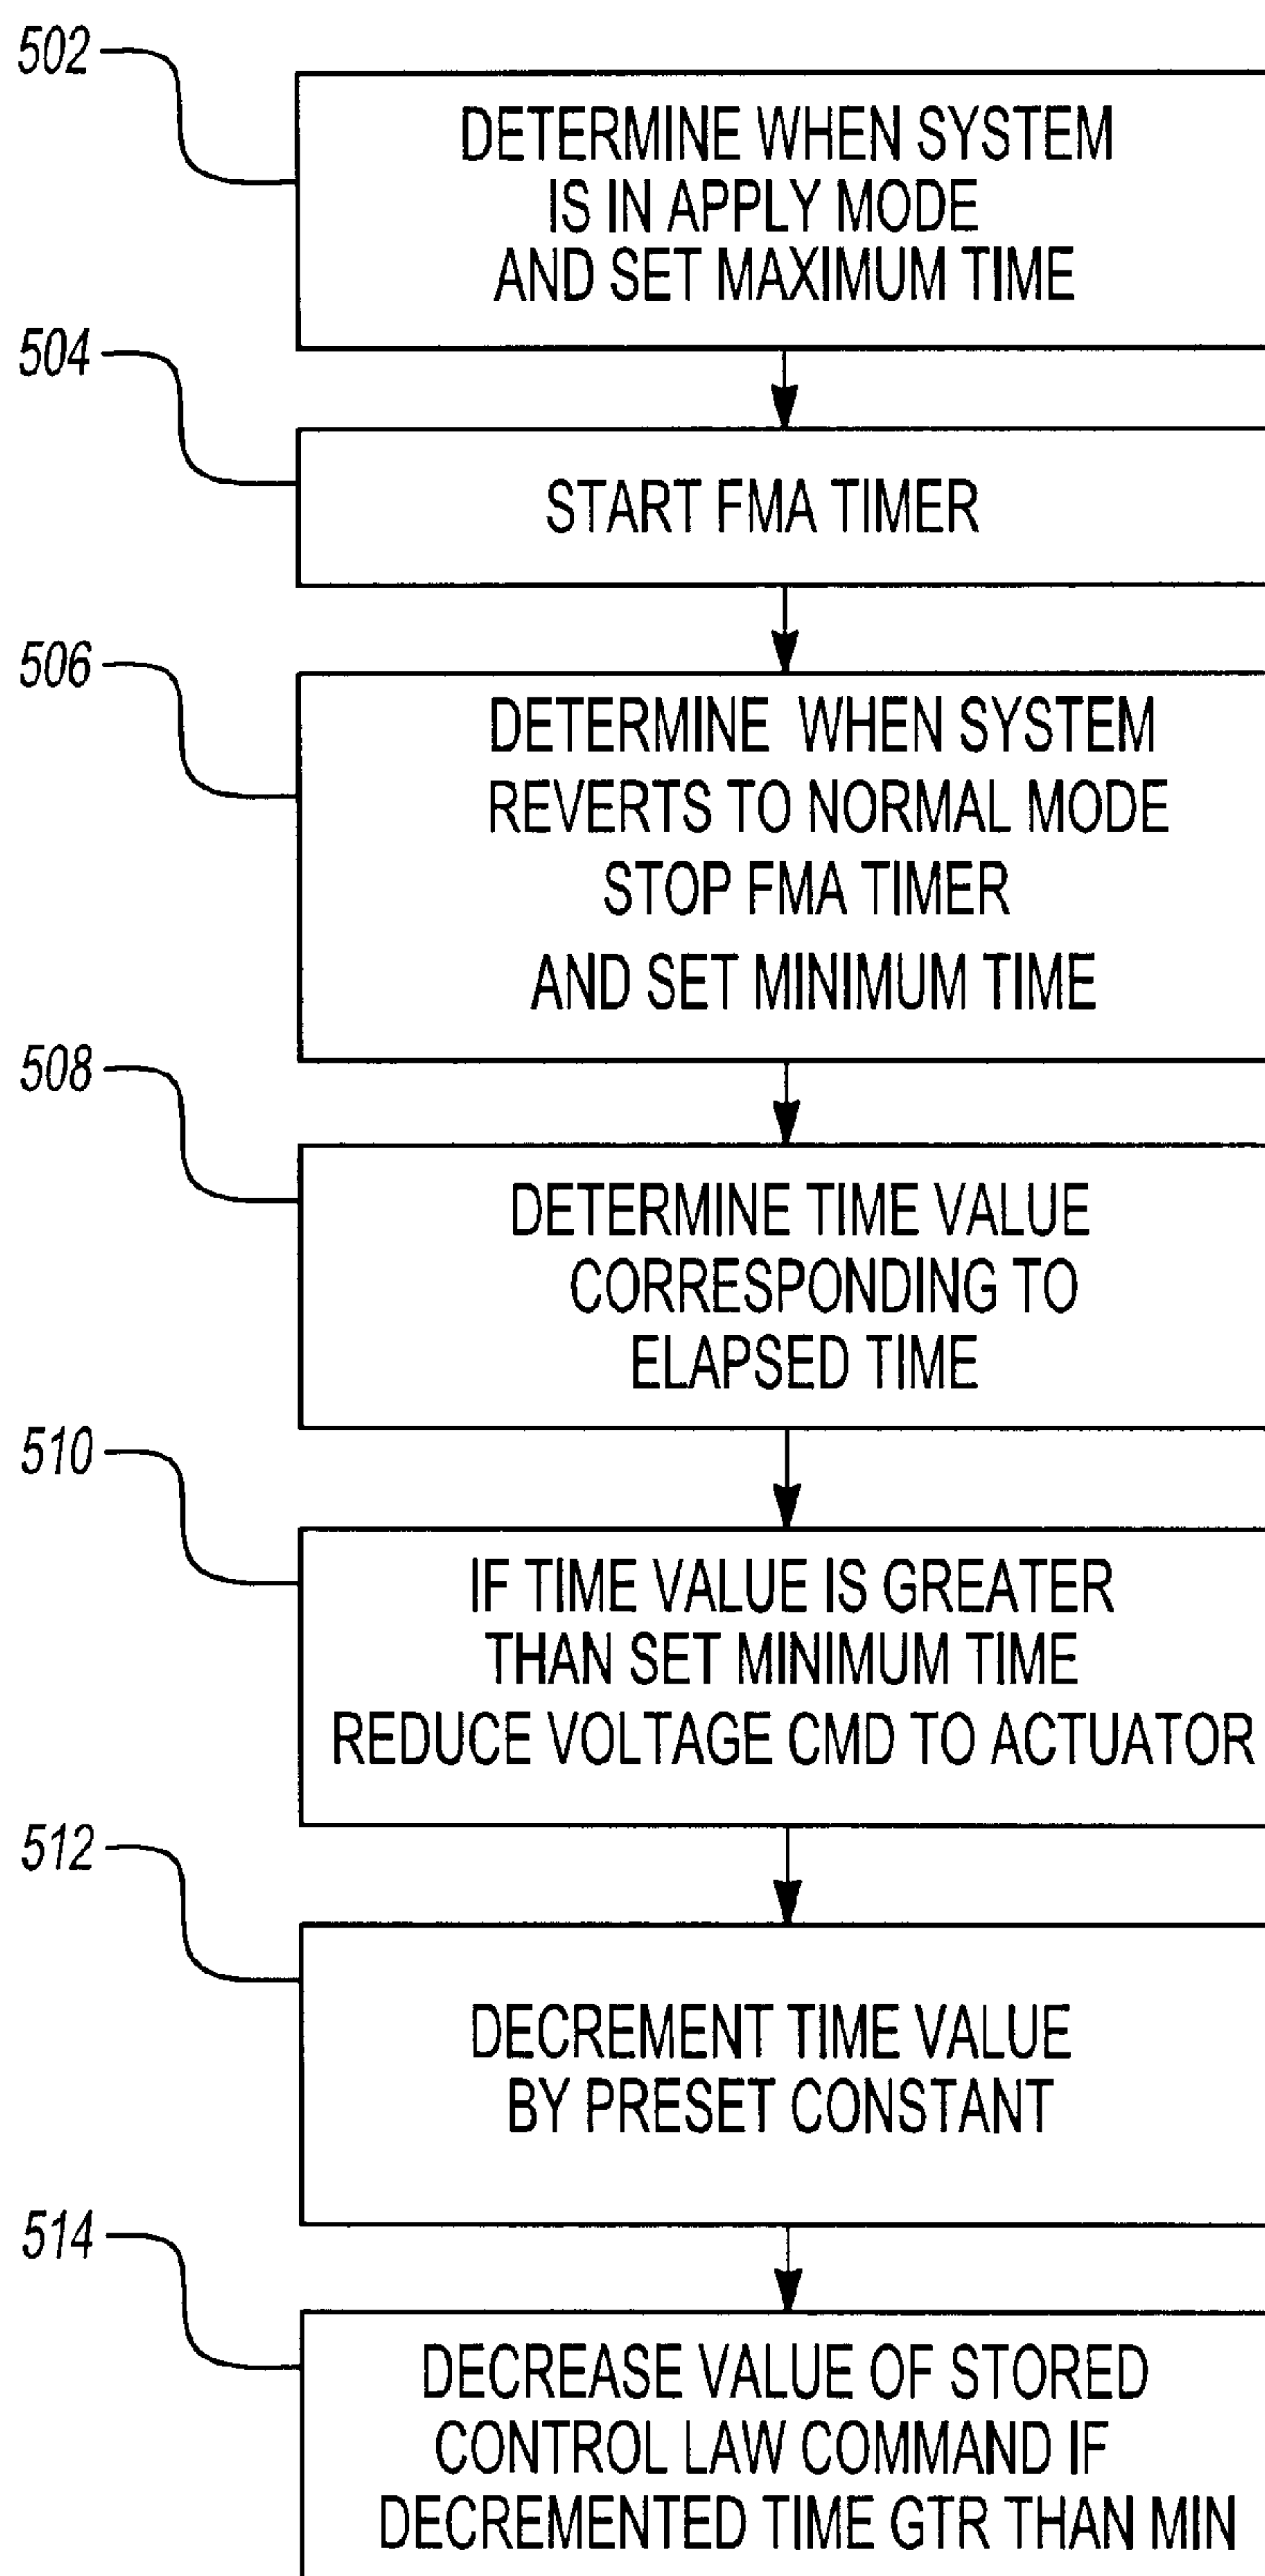 502
DETERMINE WHEN SYSTEM
IS IN APPLY MODE
AND SET MAXIMUM TIME
504
START FMA TIMER
506
DETERMINE WHEN SYSTEM
REVERTS TO NORMAL MODE
STOP FMA TIMER
AND SET MINIMUM TIME
508
DETERMINE TIME VALUE
CORRESPONDING TO
ELAPSED TIME
510
IF TIME VALUE IS GREATER
THAN SET MINIMUM TIME
REDUCE VOLTAGE CMD TO ACTUATOR
512
DECREMENT TIME VALUE
BY PRESET CONSTANT
514
DECREASE VALUE OF STORED
CONTROL LAW COMMAND IF
DECREMENTED TIME GTR THAN MIN